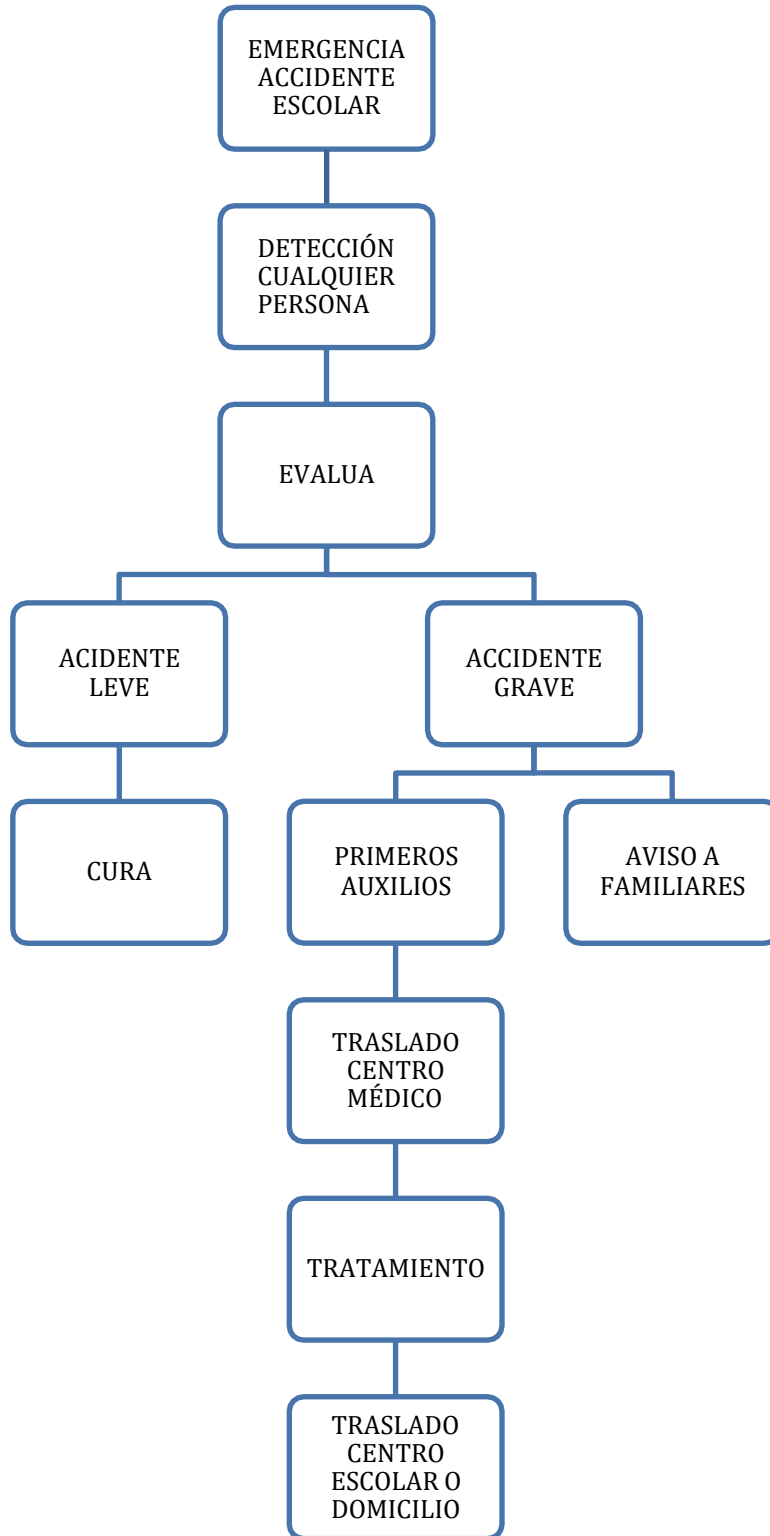 EMERGENCIA
ACCIDENTE
ESCOLAR
DETECCIÓN
CUALQUIER
PERSONA
EVALUA
ACIDENTE
LEVE
ACCIDENTE
GRAVE
CURA
PRIMEROS
AUXILIOS
AVISO A
FAMILIARES
TRASLADO
CENTRO
MÉDICO
TRATAMIENTO
TRASLADO
CENTRO
ESCOLAR O
DOMICILIO